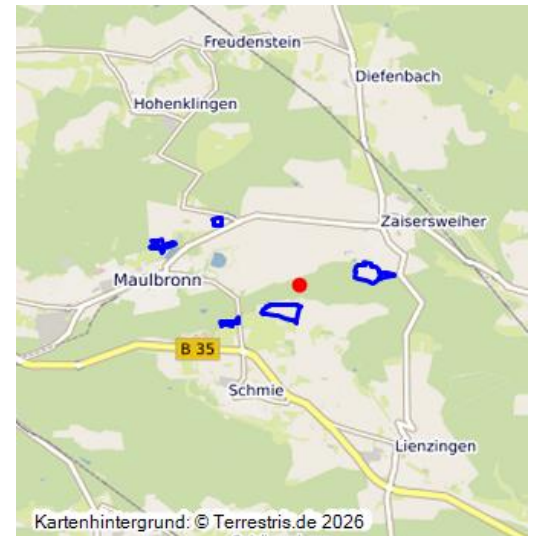 Freudenstein
Diefenbach
Hohenklingen
Zaisersweiher
Maulbronn
B 35
Schmie
Lienzingen
Kartenhintergrund: © Terrestris.de 2026